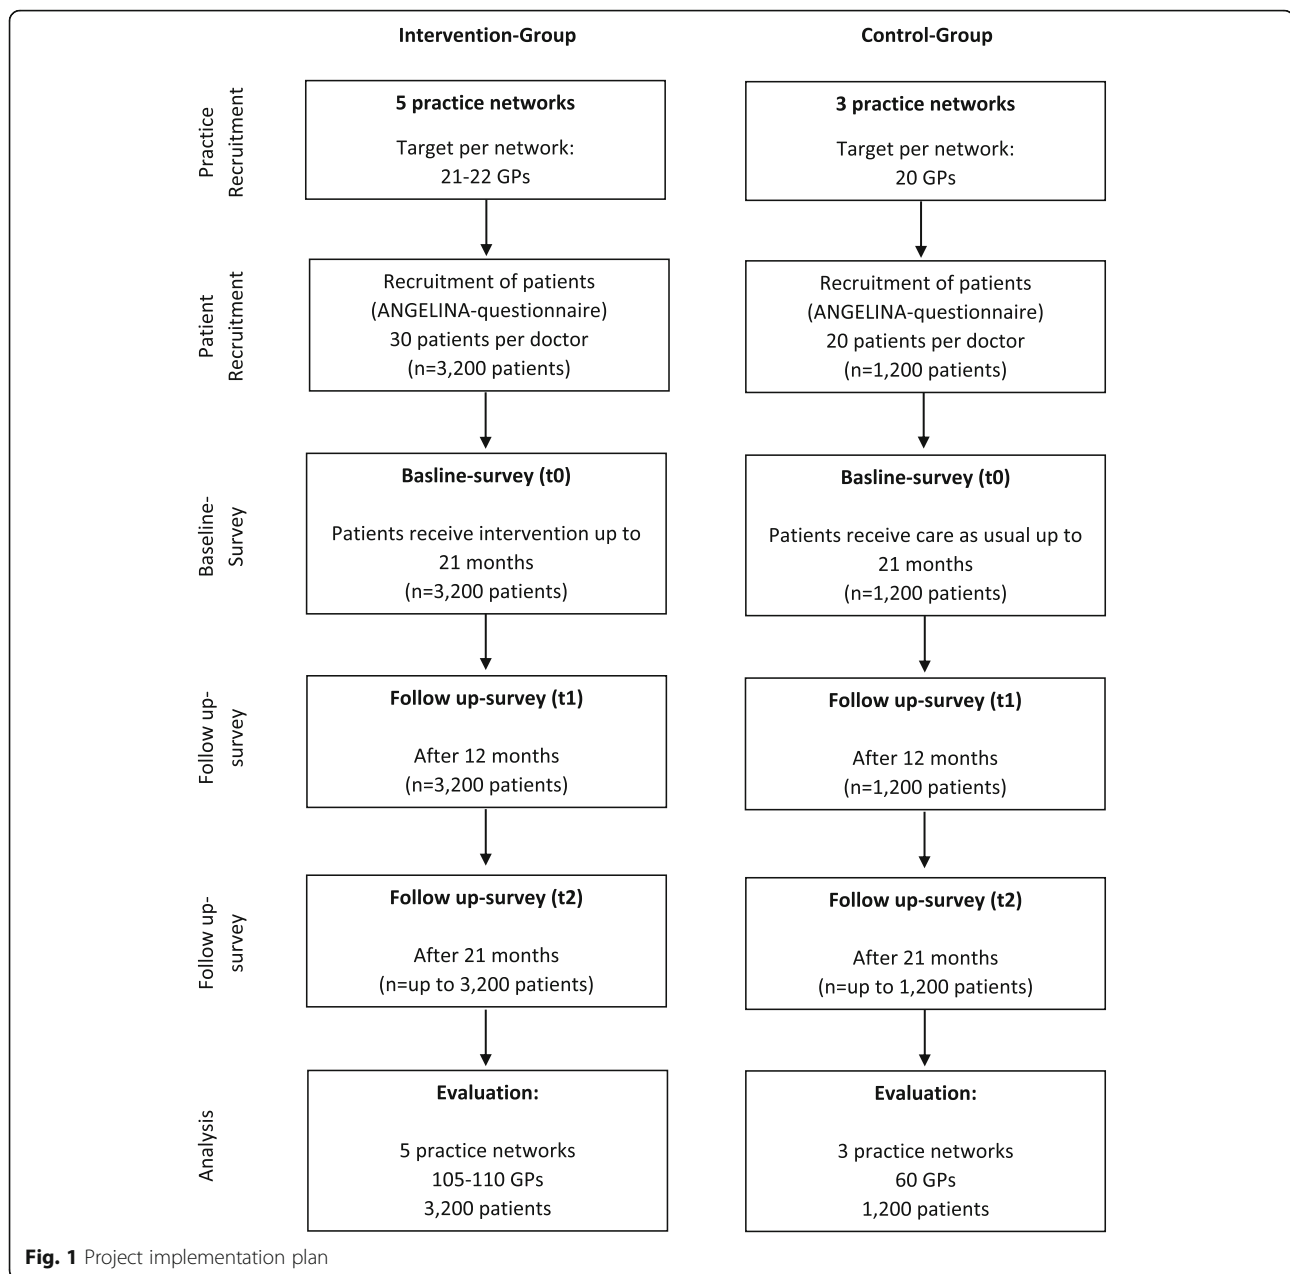 Intervention-Group
Control-Group
Practice
Recruitment
5 practice networks
Target per network:
21-22 GPs
3 practice networks
Target per network:
20 GPs
Patient
Recruitment
Recruitment of patients
(ANGELINA-questionnaire)
30 patients per doctor
(n=3,200 patients)
Recruitment of patients
(ANGELINA-questionnaire)
20 patients per doctor
(n=1,200 patients)
Baseline-
Survey
Basline-survey (t0)
Patients receive intervention up to
21 months
(n=3,200 patients)
Basline-survey (t0)
Patients receive care as usual up to
21 months
(n=1,200 patients)
Follow up-
survey
Follow up-survey (t1)
After 12 months
(n=3,200 patients)
Follow up-survey (t1)
After 12 months
(n=1,200 patients)
Follow up-
survey
Follow up-survey (t2)
After 21 months
(n=up to 3,200 patients)
Follow up-survey (t2)
After 21 months
(n=up to 1,200 patients)
Analysis
Evaluation:
5 practice networks
105-110 GPs
3,200 patients
Evaluation:
3 practice networks
60 GPs
1,200 patients
Fig. 1 Project implementation plan